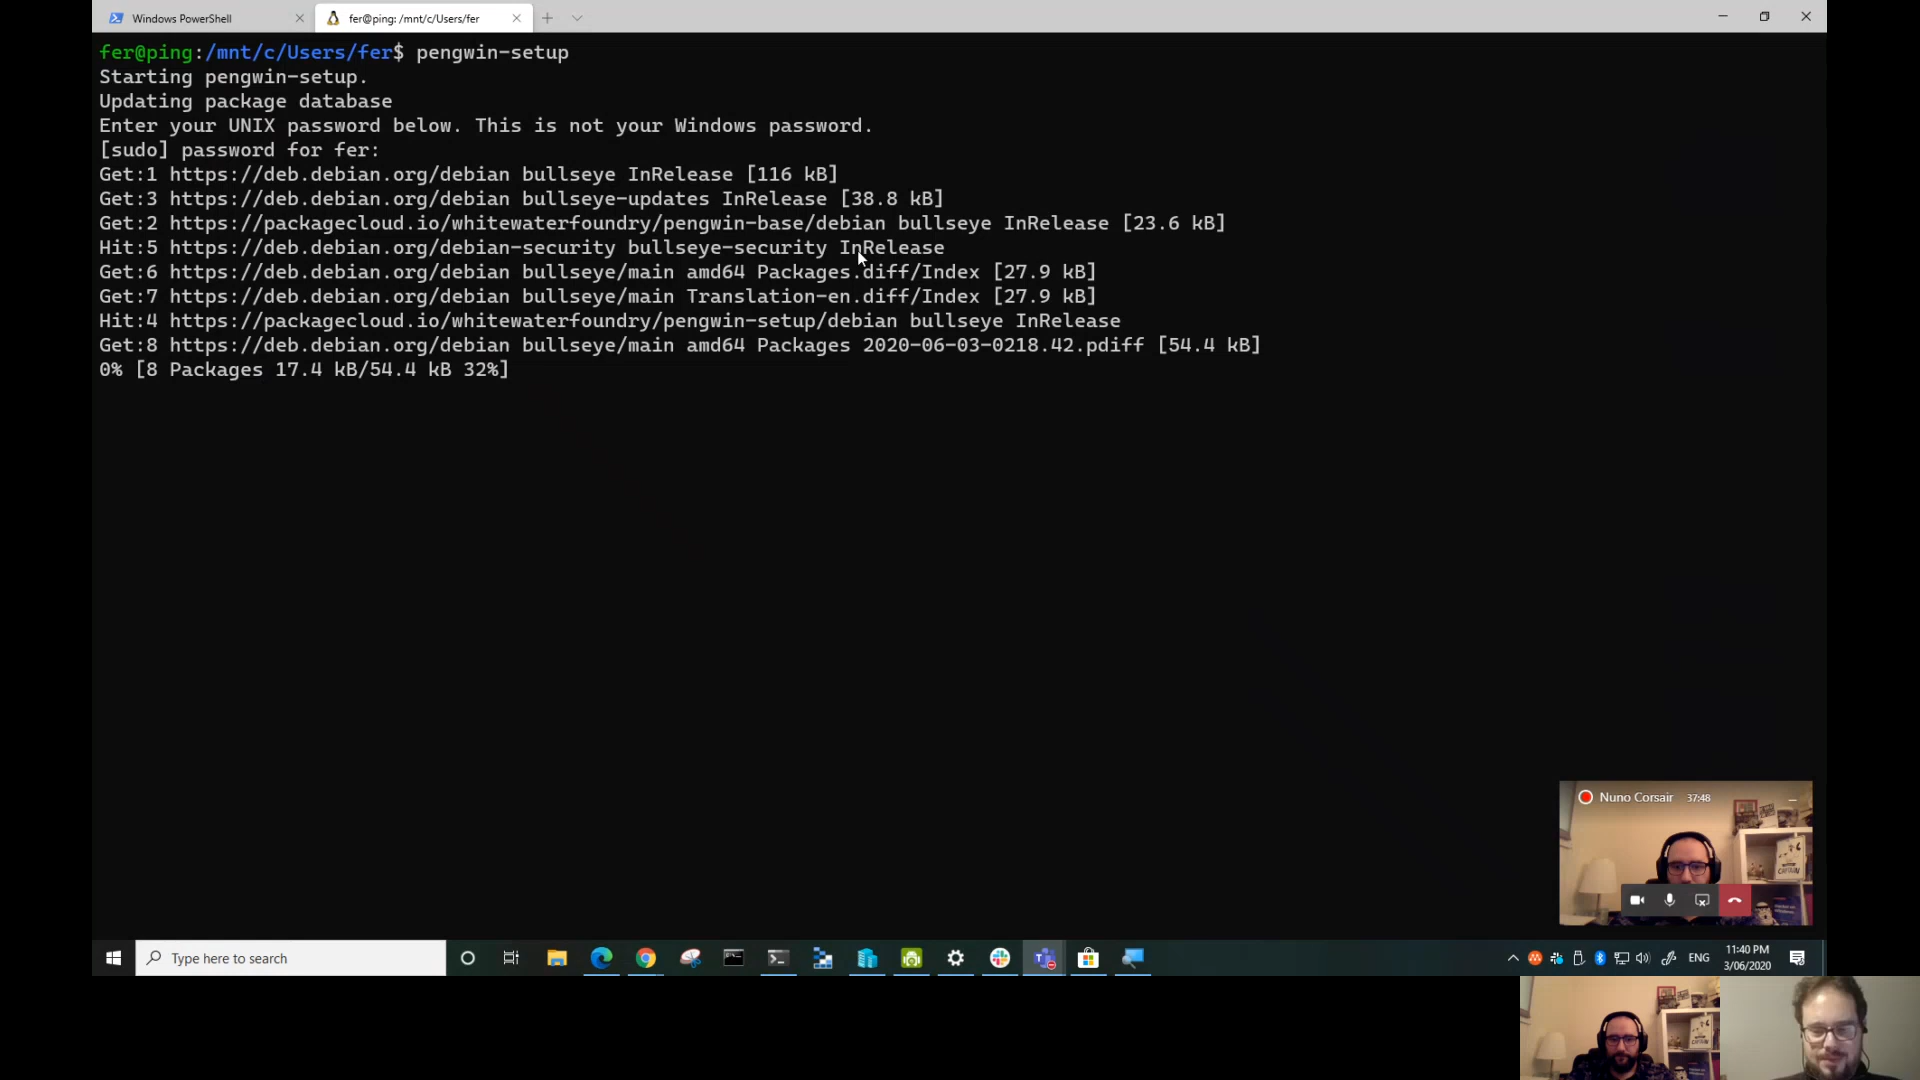 Windows PowerShell
fer@ping: /mnt/c/Users/fer
fer@ping:/mnt/c/Users/fer$ pengwin-setup
Starting pengwin-setup.
Updating package database
Enter your UNIX password below. This is not your Windows password.
[sudo] password for fer:
Get:1 https://deb.debian.org/debian bullseye InRelease [116 kB]
Get:3 https://deb.debian.org/debian bullseye-updates InRelease [38.8 kB]
Get:2 https://packagecloud.io/whitewaterfoundry/pengwin-base/debian bullseye InRelease [23.6 kB]
Hit:5 https://deb.debian.org/debian-security bullseye-security InRelease
Get:6 https://deb.debian.org/debian bullseye/main amd64 Packages.diff/Index [27.9 kB]
Get:7 https://deb.debian.org/debian bullseye/main Translation-en.diff/Index [27.9 kB]
Hit:4 https://packagecloud.io/whitewaterfoundry/pengwin-setup/debian bullseye InRelease
Get:8 https://deb.debian.org/debian bullseye/main amd64 Packages 2020-06-03-0218.42.pdiff [54.4 kB]
0% [8 Packages 17.4 kB/54.4 kB 32%]
Nuno Corsair 37:48
CAPTAIN
Type here to search
ENG
11:40 PM
3/06/2020